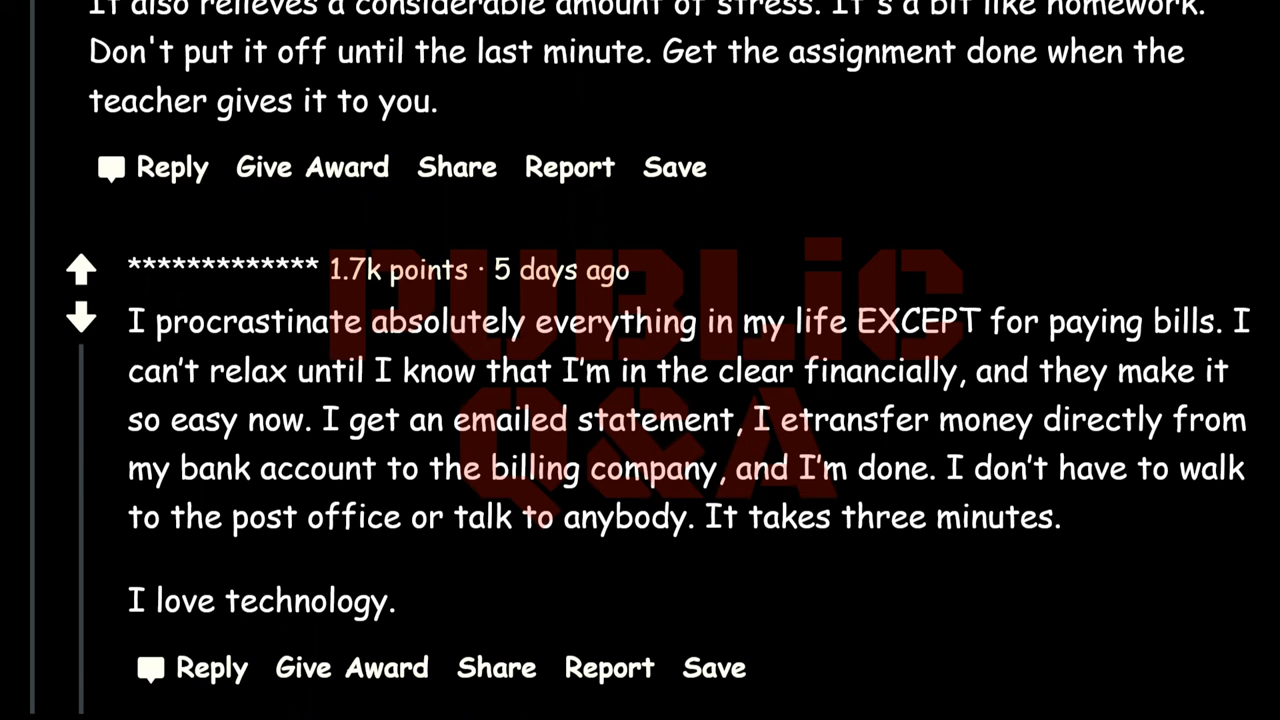 It also relieves a considerable amount of stress. It's a bit like homework.
Don't put it off until the last minute. Get the assignment done when the
teacher gives it to you.
Reply Give Award Share Report Save
************* 1.7k points · 5 days ago
I procrastinate absolutely everything in my life EXCEPT for paying bills. I
can't relax until I know that I'm in the clear financially, and they make it
so easy now. I get an emailed statement, I etransfer money directly from
my bank account to the billing company, and I'm done. I don't have to walk
to the post office or talk to anybody. It takes three minutes.
I love technology.
Reply Give Award Share Report Save
PUBLiC
Q&A